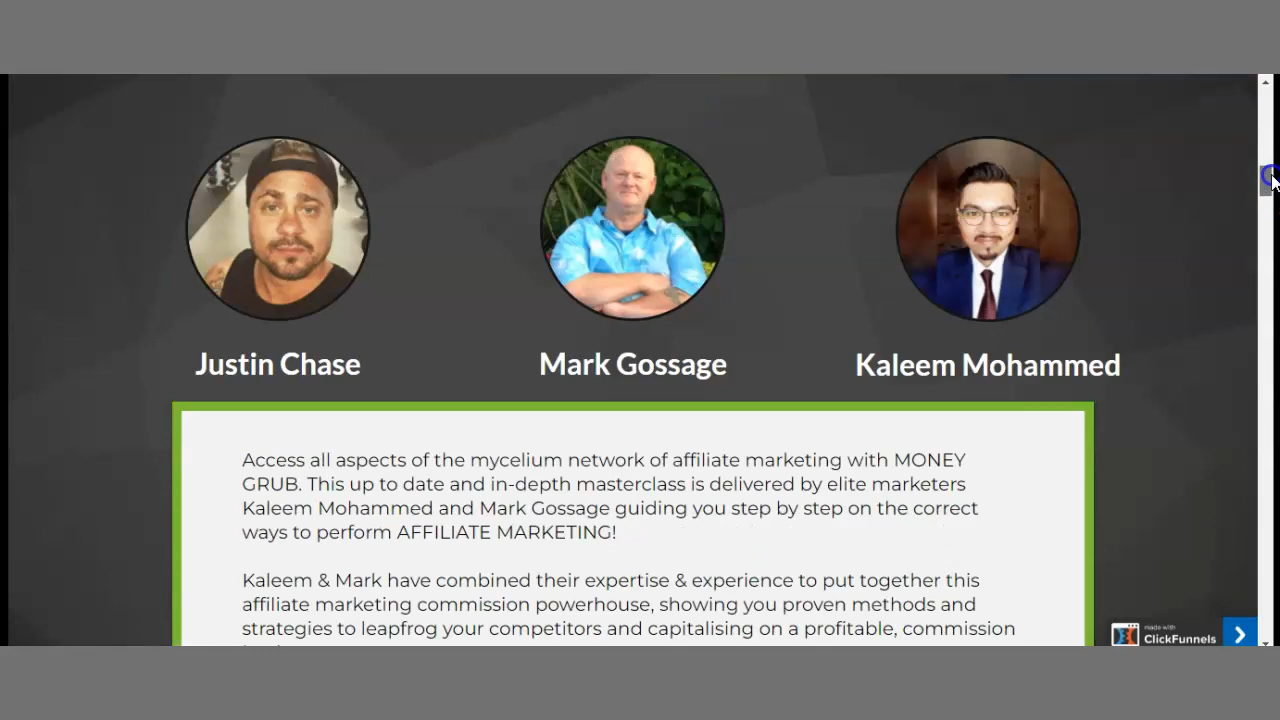 Justin Chase
Mark Gossage
Kaleem Mohammed
Access all aspects of the mycelium network of affiliate marketing with MONEY
GRUB. This up to date and in-depth masterclass is delivered by elite marketers
Kaleem Mohammed and Mark Gossage guiding you step by step on the correct
ways to perform AFFILIATE MARKETING!
Kaleem & Mark have combined their expertise & experience to put together this
affiliate marketing commission powerhouse, showing you proven methods and
strategies to leapfrog your competitors and capitalising on a profitable, commission
made with
ClickFunnels